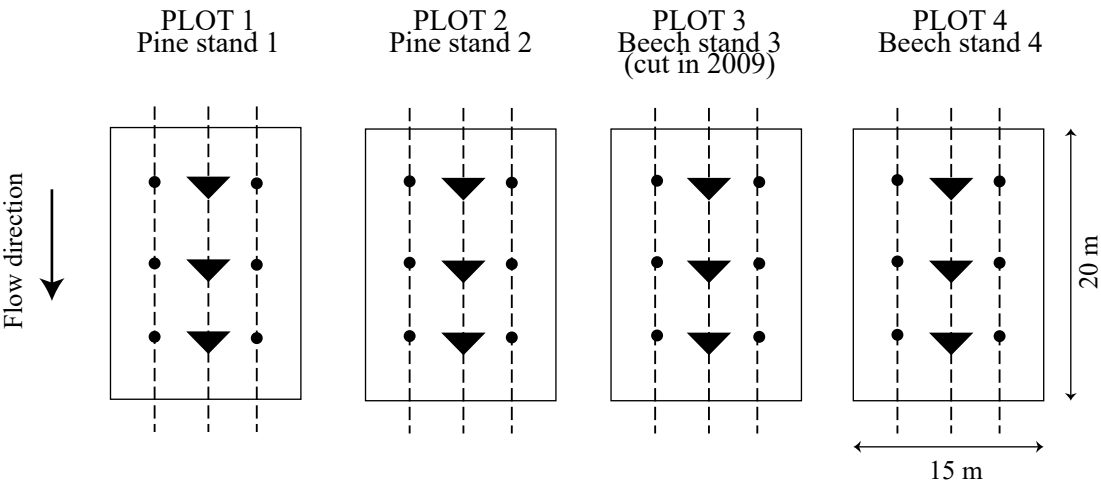 PLOT 1
Pine stand 1
PLOT 2
Pine stand 2
PLOT 3
Beech stand 3
(cut in 2009)
PLOT 4
Beech stand 4
Flow direction
20 m
15 m